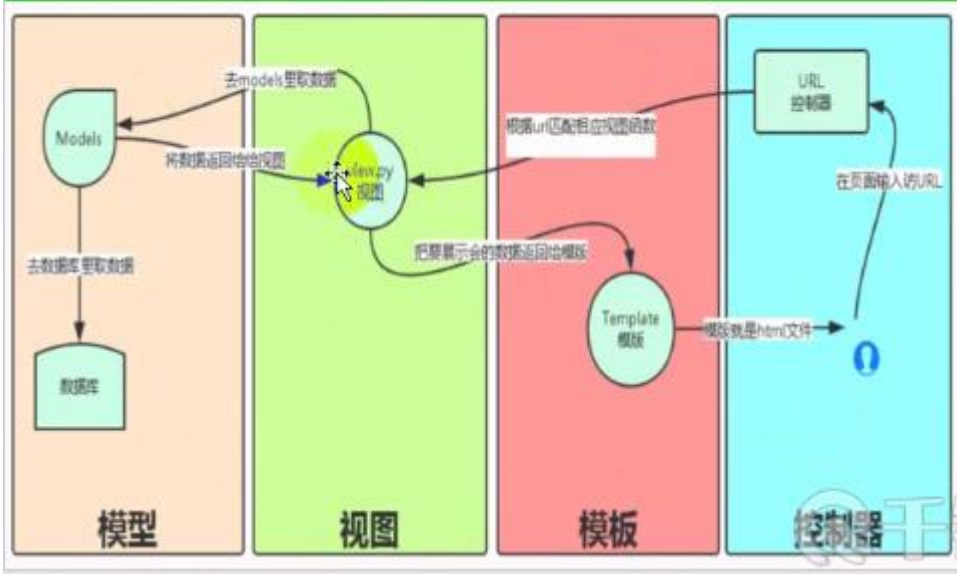 去models里取数据
Models
将数据返回给给视图
view.py
视图
根据url匹配相应视图函数
URL
控制器
在页面输入访URL
把要展示会的数据返回给模版
去数据库里取数据
Template
模版
模版就是html文件
数据库
模型
视图
模板
控制器
千